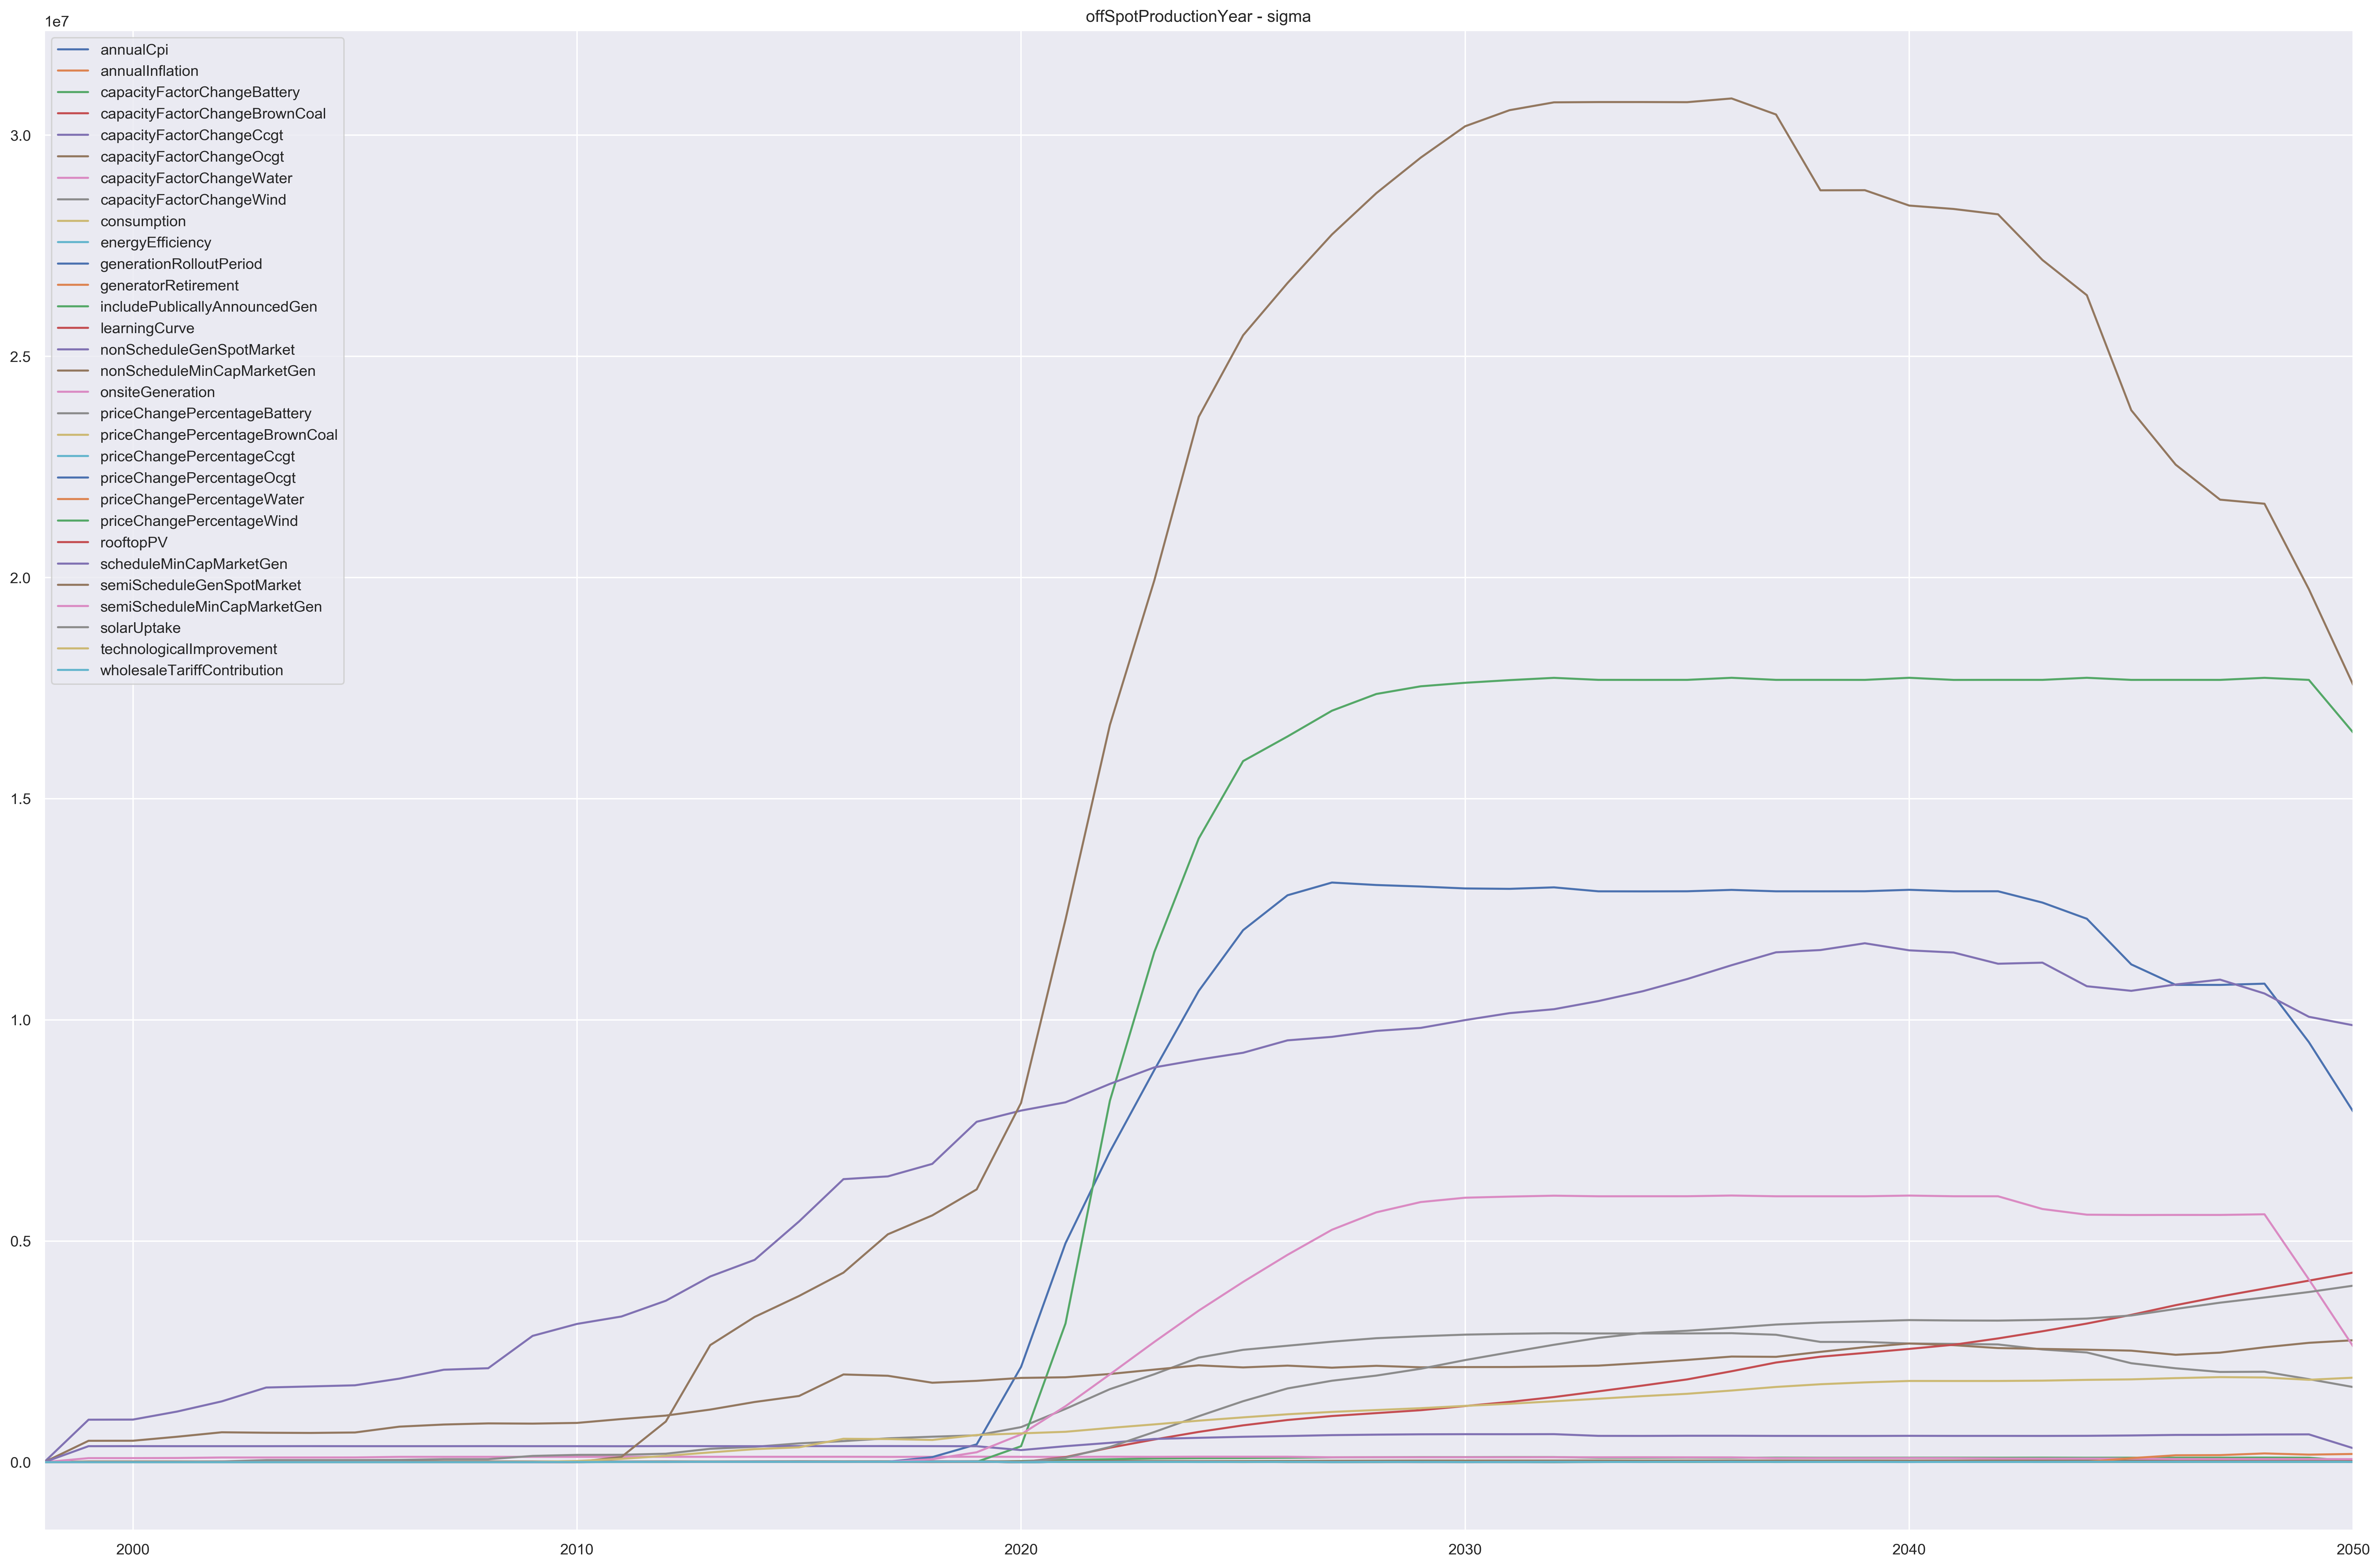 offSpotProductionYear - sigma
1e7
annualCpi
annualInflation
capacityFactorChangeBattery
capacityFactorChangeBrownCoal
capacityFactorChangeCcgt
capacityFactorChangeOcgt
capacityFactorChangeWater
capacityFactorChangeWind
consumption
energyEfficiency
generationRolloutPeriod
generatorRetirement
includePublicallyAnnouncedGen
learningCurve
nonScheduleGenSpotMarket
nonScheduleMinCapMarketGen
onsiteGeneration
priceChangePercentageBattery
priceChangePercentageBrownCoal
priceChangePercentageCcgt
priceChangePercentageOcgt
priceChangePercentageWater
priceChangePercentageWind
rooftopPV
scheduleMinCapMarketGen
semiScheduleGenSpotMarket
semiScheduleMinCapMarketGen
solarUptake
technologicalImprovement
wholesaleTariffContribution
3.0
2.5
2.0
1.5
1.0
0.5
0.0
2000 2010 2020 2030 2040 2050